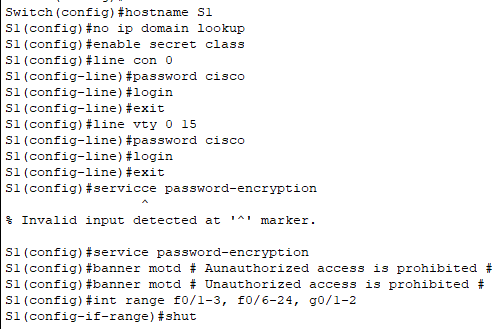 Switch(config)#hostname S1
S1(config)#no ip domain lookup
S1(config)#enable secret class
S1(config)#line con 0
S1(config-line)#password cisco
S1(config-line)#login
S1(config-line)#exit
S1(config)#line vty 0 15
S1(config-line)#password cisco
S1(config-line)#login
S1(config-line)#exit
S1(config)#servicce password-encryption
^
% Invalid input detected at '^' marker.
S1(config)#service password-encryption
S1(config)#banner motd # Aunauthorized access is prohibited #
S1(config)#banner motd # Unauthorized access is prohibited #
S1(config)#int range f0/1-3, f0/6-24, g0/1-2
S1(config-if-range)#shut